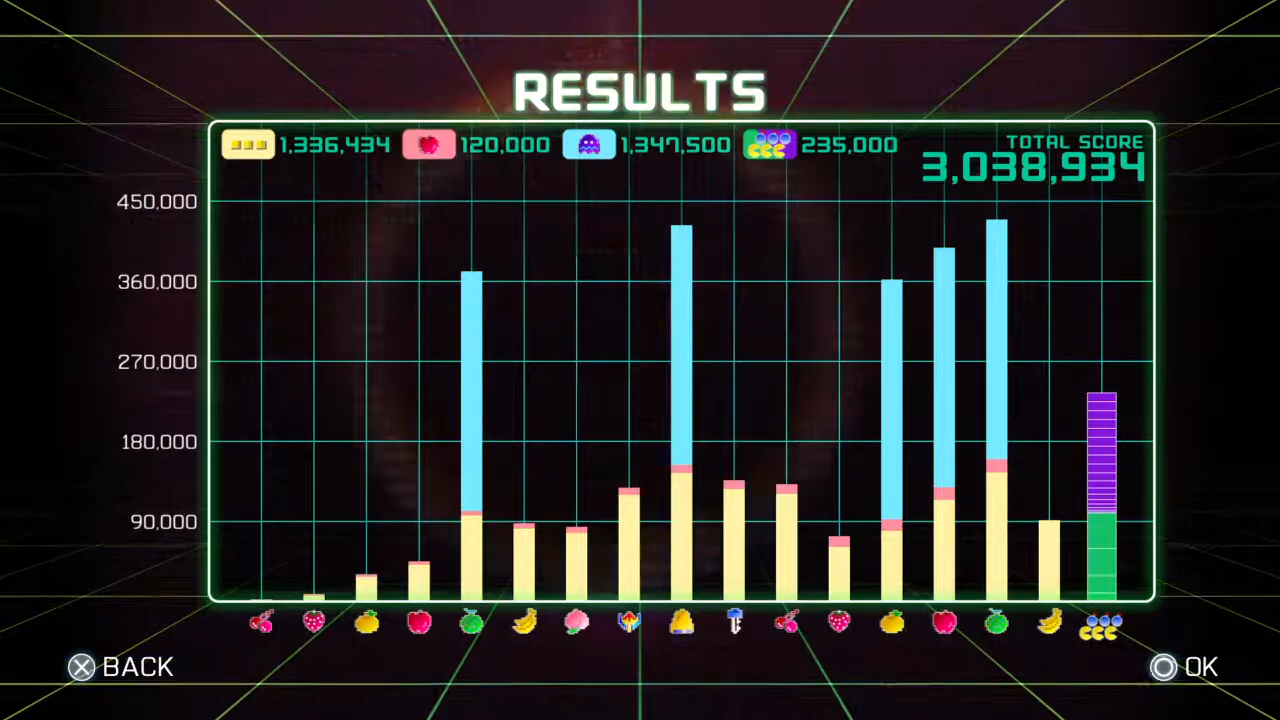 RESULTS
1,336,434 120,000 1,347,500 235,000
TOTAL SCORE
3,038,934
450,000
360,000
270,000
180,000
90,000
BACK
OK